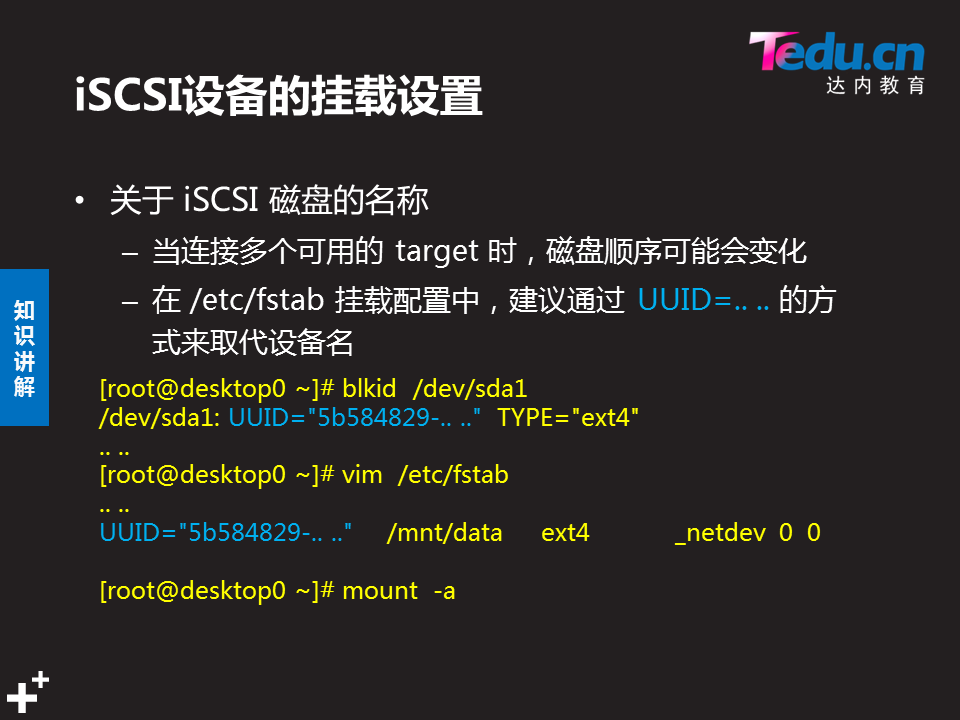 Tedu.cn
达内教育
iSCSI设备的挂载设置
• 关于 iSCSI 磁盘的名称
– 当连接多个可用的 target 时，磁盘顺序可能会变化
– 在 /etc/fstab 挂载配置中，建议通过 UUID=.. .. 的方
式来取代设备名
知识讲解
[root@desktop0 ~]# blkid /dev/sda1
/dev/sda1: UUID="5b584829-.. .." TYPE="ext4"
.. ..
[root@desktop0 ~]# vim /etc/fstab
.. ..
UUID="5b584829-.. .." /mnt/data ext4 _netdev 0 0
[root@desktop0 ~]# mount -a